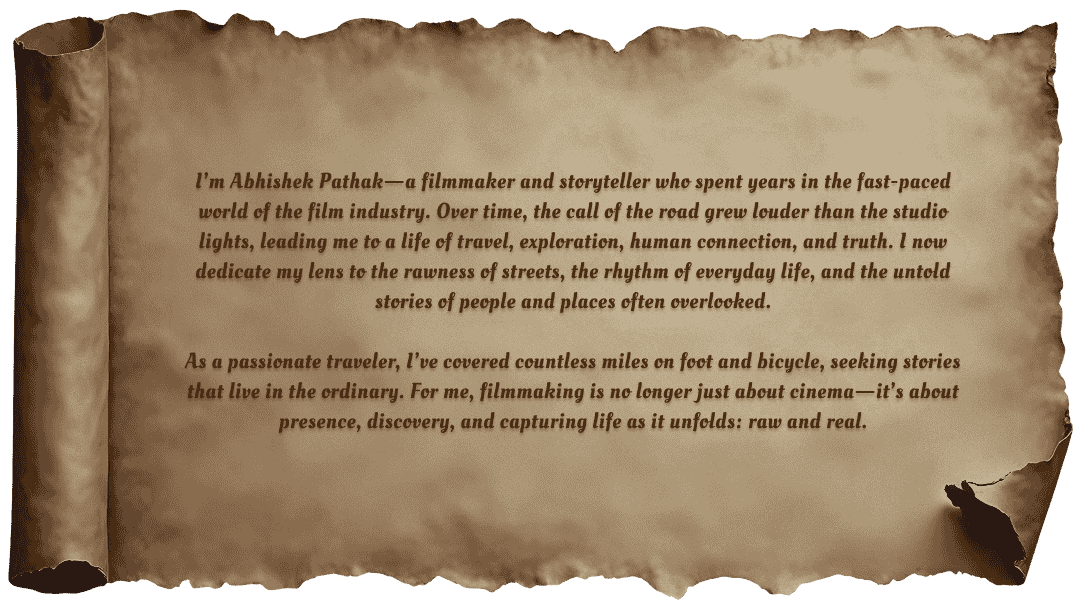 I'm Abhishek Pathak—a filmmaker and storyteller who spent years in the fast-paced
world of the film industry. Over time, the call of the road grew louder than the studio
lights, leading me to a life of travel, exploration, human connection, and truth. I now
dedicate my lens to the rawness of streets, the rhythm of everyday life, and the untold
stories of people and places often overlooked.
As a passionate traveler, I've covered countless miles on foot and bicycle, seeking stories
that live in the ordinary. For me, filmmaking is no longer just about cinema—it's about
presence, discovery, and capturing life as it unfolds: raw and real.